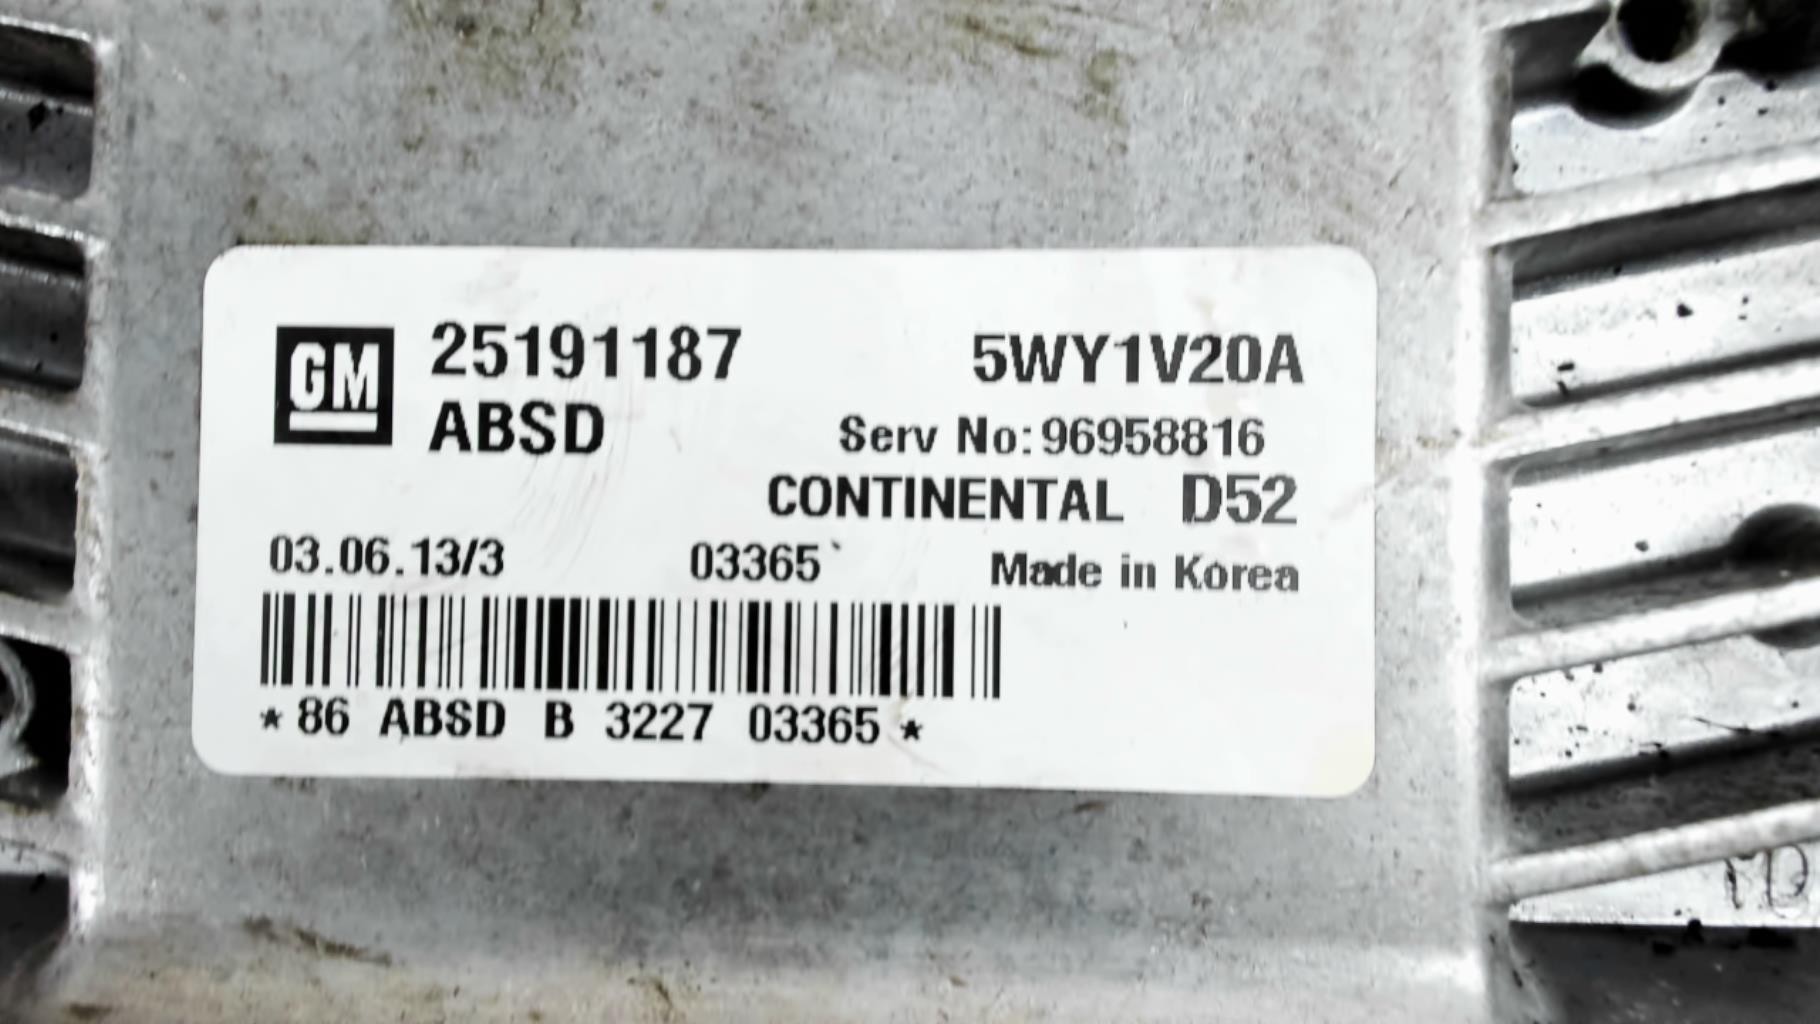 GM 25191187 5WY1V20A
ABSD Serv No: 96958816
CONTINENTAL D52
03.06.13/3 03365 Made in Korea
*86 ABSD B 3227 03365*